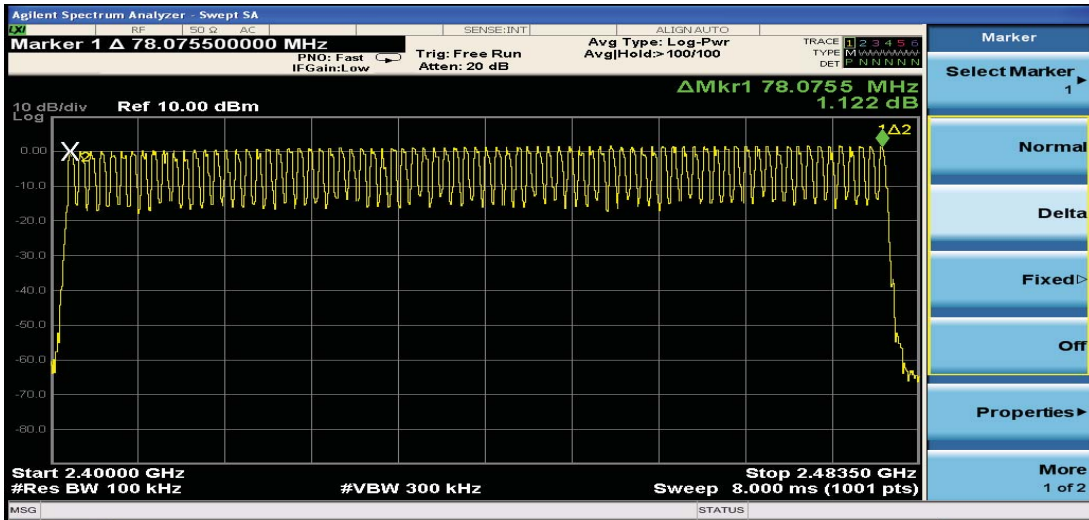 Agilent Spectrum Analyzer - Swept SA
LXI RF 50 Ω AC SENSE:INT ALIGN AUTO
Marker 1 Δ 78.075500000 MHz
PNO: Fast
IFGain:Low
Trig: Free Run
Atten: 20 dB
Avg Type: Log-Pwr
Avg|Hold:>100/100
TRACE 1 2 3 4 5 6
TYPE M
DET P N N N N N
ΔMkr1 78.0755 MHz
1.122 dB
10 dB/div Ref 10.00 dBm
Log
1Δ2
X2
0.00
-10.0
-20.0
-30.0
-40.0
-50.0
-60.0
-70.0
-80.0
Start 2.40000 GHz Stop 2.48350 GHz
#Res BW 100 kHz #VBW 300 kHz Sweep 8.000 ms (1001 pts)
MSG STATUS
Marker
Select Marker
1
Normal
Delta
Fixed
Off
Properties
More
1 of 2